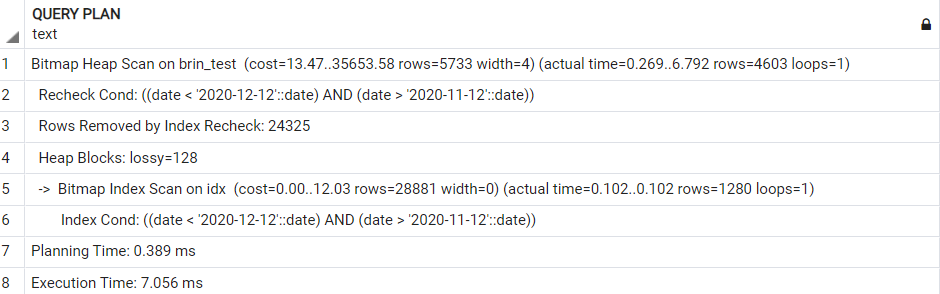 QUERY PLAN
text
1 Bitmap Heap Scan on brin_test (cost=13.47..35653.58 rows=5733 width=4) (actual time=0.269..6.792 rows=4603 loops=1)
2 Recheck Cond: ((date < '2020-12-12'::date) AND (date > '2020-11-12'::date))
3 Rows Removed by Index Recheck: 24325
4 Heap Blocks: lossy=128
5 -> Bitmap Index Scan on idx (cost=0.00..12.03 rows=28881 width=0) (actual time=0.102..0.102 rows=1280 loops=1)
6 Index Cond: ((date < '2020-12-12'::date) AND (date > '2020-11-12'::date))
7 Planning Time: 0.389 ms
8 Execution Time: 7.056 ms